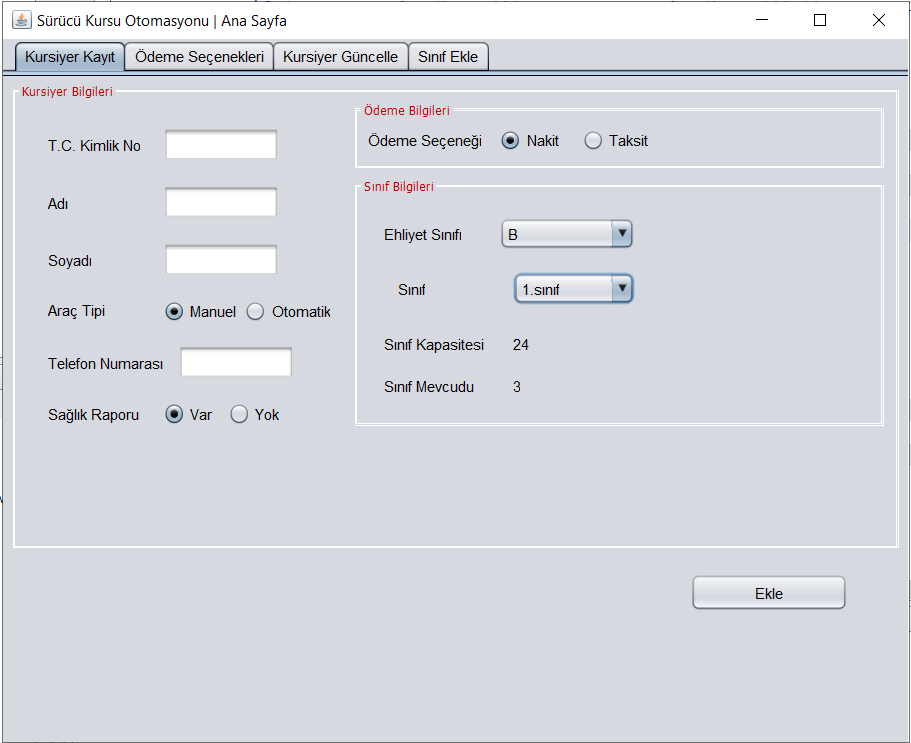 Sürücü Kursu Otomasyonu | Ana Sayfa
Kursiyer Kayıt Ödeme Seçenekleri Kursiyer Güncelle Sınıf Ekle
Kursiyer Bilgileri
T.C. Kimlik No
Adı
Soyadı
Araç Tipi Manuel Otomatik
Telefon Numarası
Sağlık Raporu Var Yok
Ödeme Bilgileri
Ödeme Seçeneği Nakit Taksit
Sınıf Bilgileri
Ehliyet Sınıfı B
Sınıf 1.sınıf
Sınıf Kapasitesi 24
Sınıf Mevcudu 3
Ekle